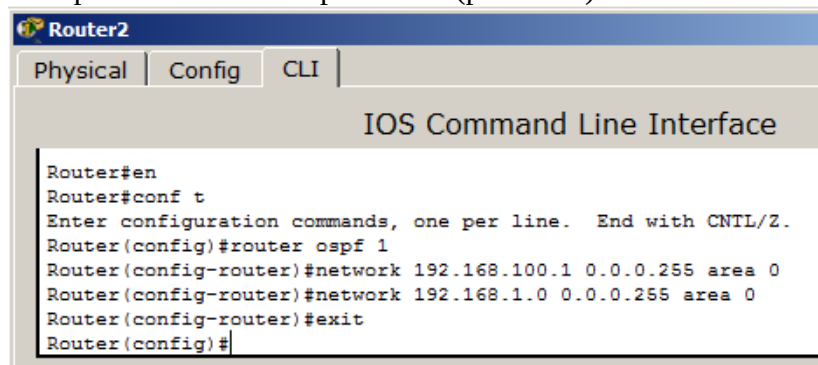 Router2
Physical Config CLI
IOS Command Line Interface
Router#en
Router#conf t
Enter configuration commands, one per line. End with CNTL/Z.
Router(config)#router ospf 1
Router(config-router)#network 192.168.100.1 0.0.0.255 area 0
Router(config-router)#network 192.168.1.0 0.0.0.255 area 0
Router(config-router)#exit
Router(config)#